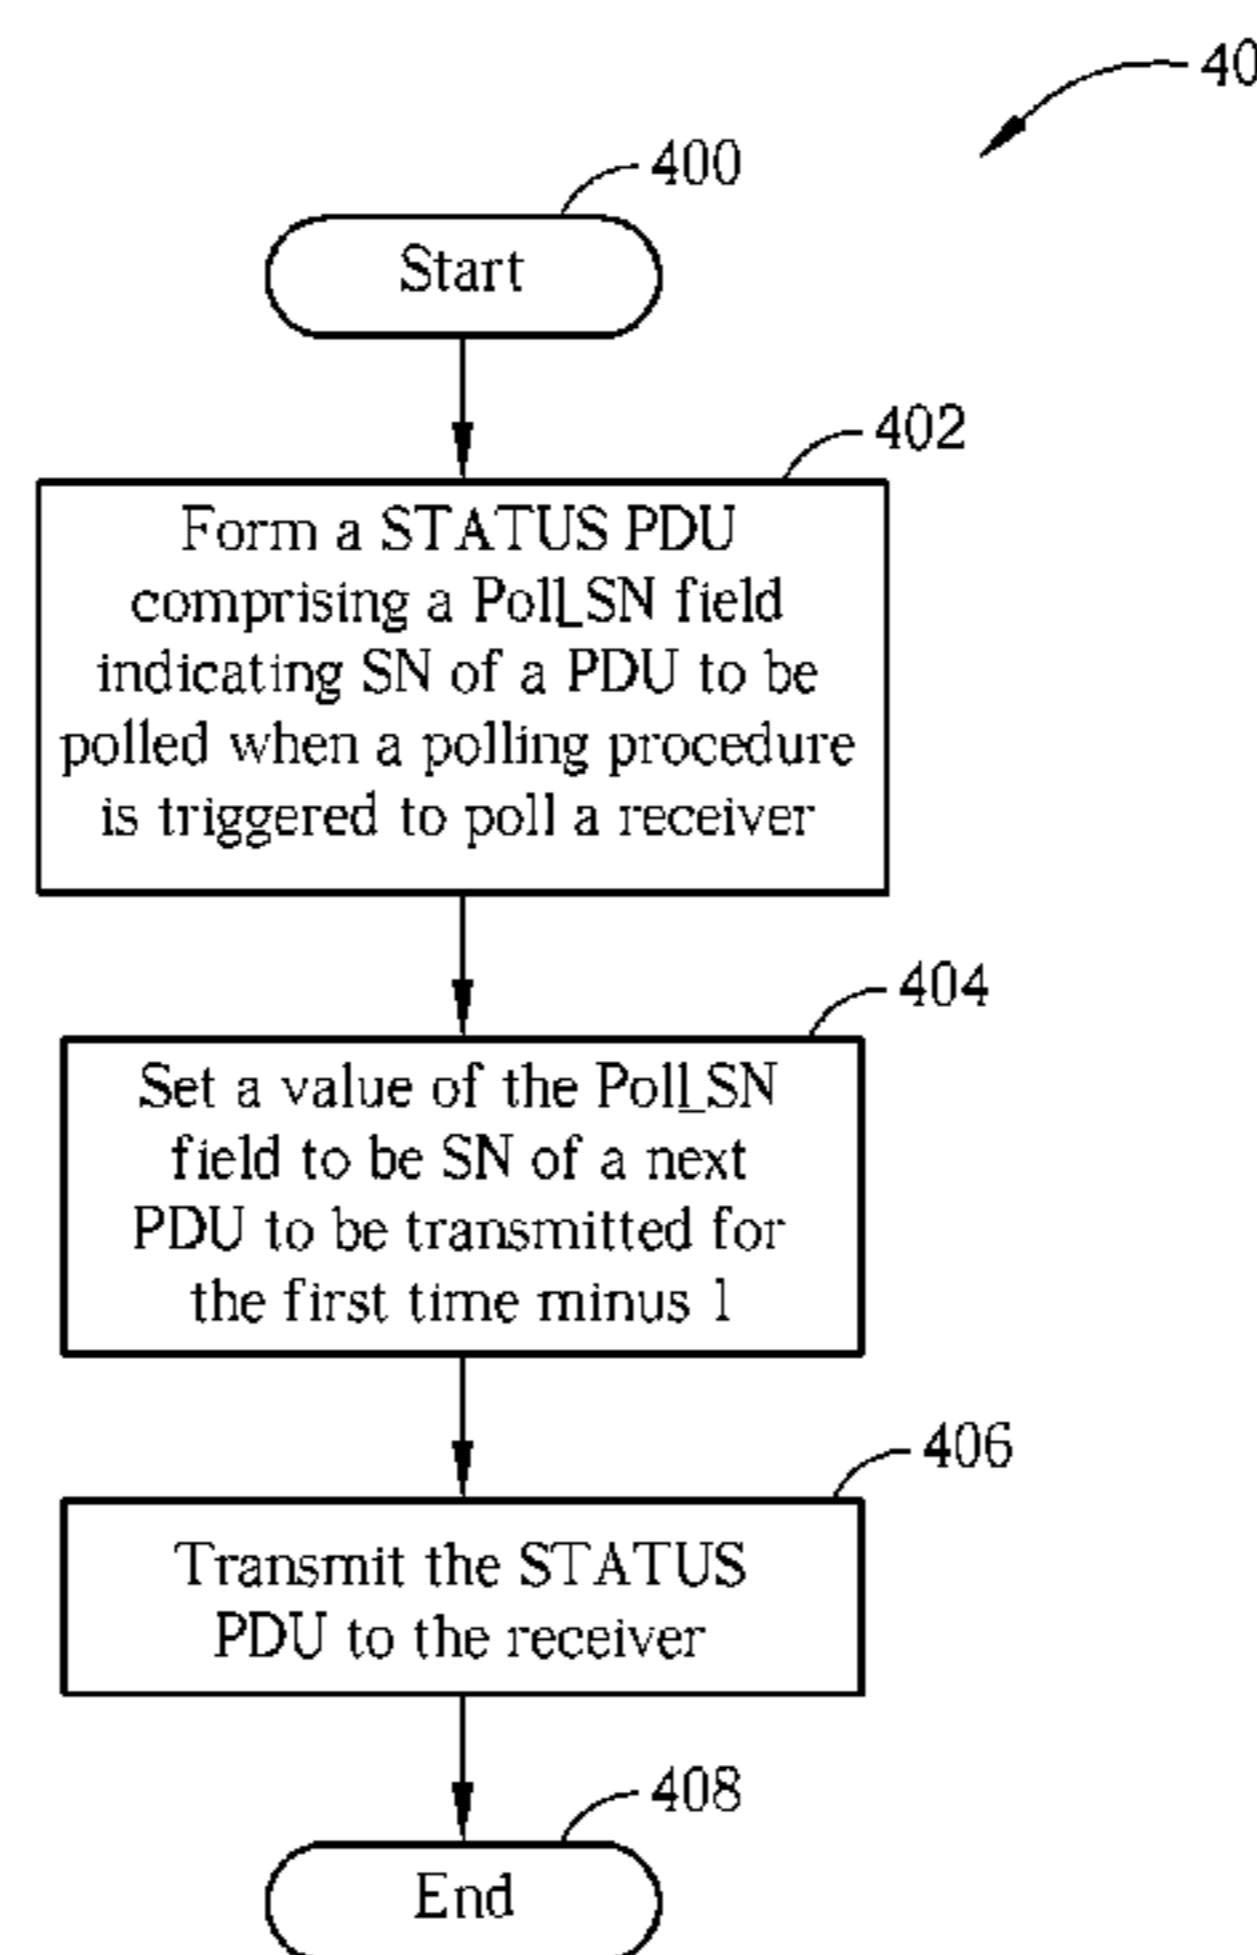 40
400
Start
402
Form a STATUS PDU
comprising a Poll_SN field
indicating SN of a PDU to be
polled when a polling procedure
is triggered to poll a receiver
404
Set a value of the Poll_SN
field to be SN of a next
PDU to be transmitted for
the first time minus 1
406
Transmit the STATUS
PDU to the receiver
408
End